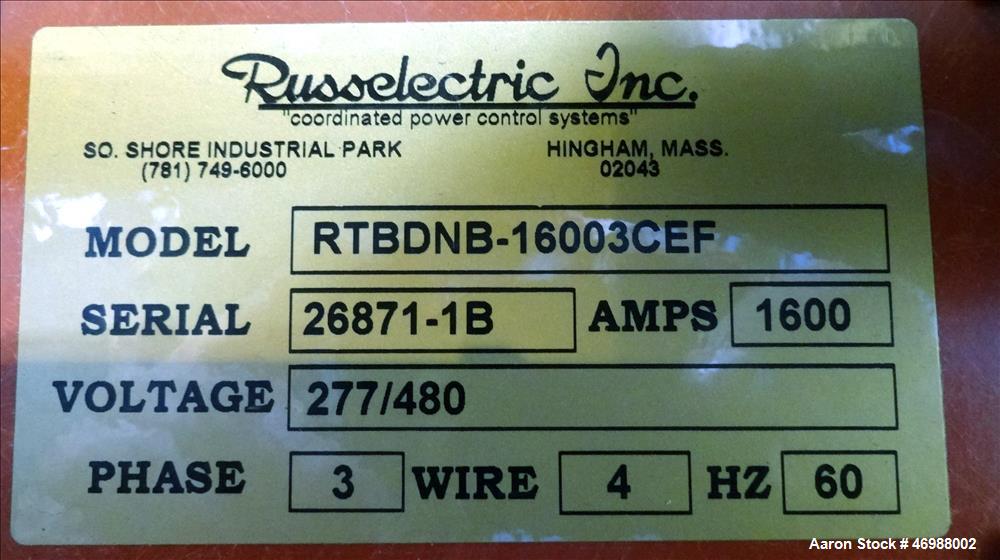 Russelectric Inc.
"coordinated power control systems"
SO. SHORE INDUSTRIAL PARK HINGHAM, MASS.
(781) 749-6000 02043
MODEL RTBDNB-16003CEF
SERIAL 26871-1B AMPS 1600
VOLTAGE 277/480
PHASE 3 WIRE 4 HZ 60
Aaron Stock # 46988002